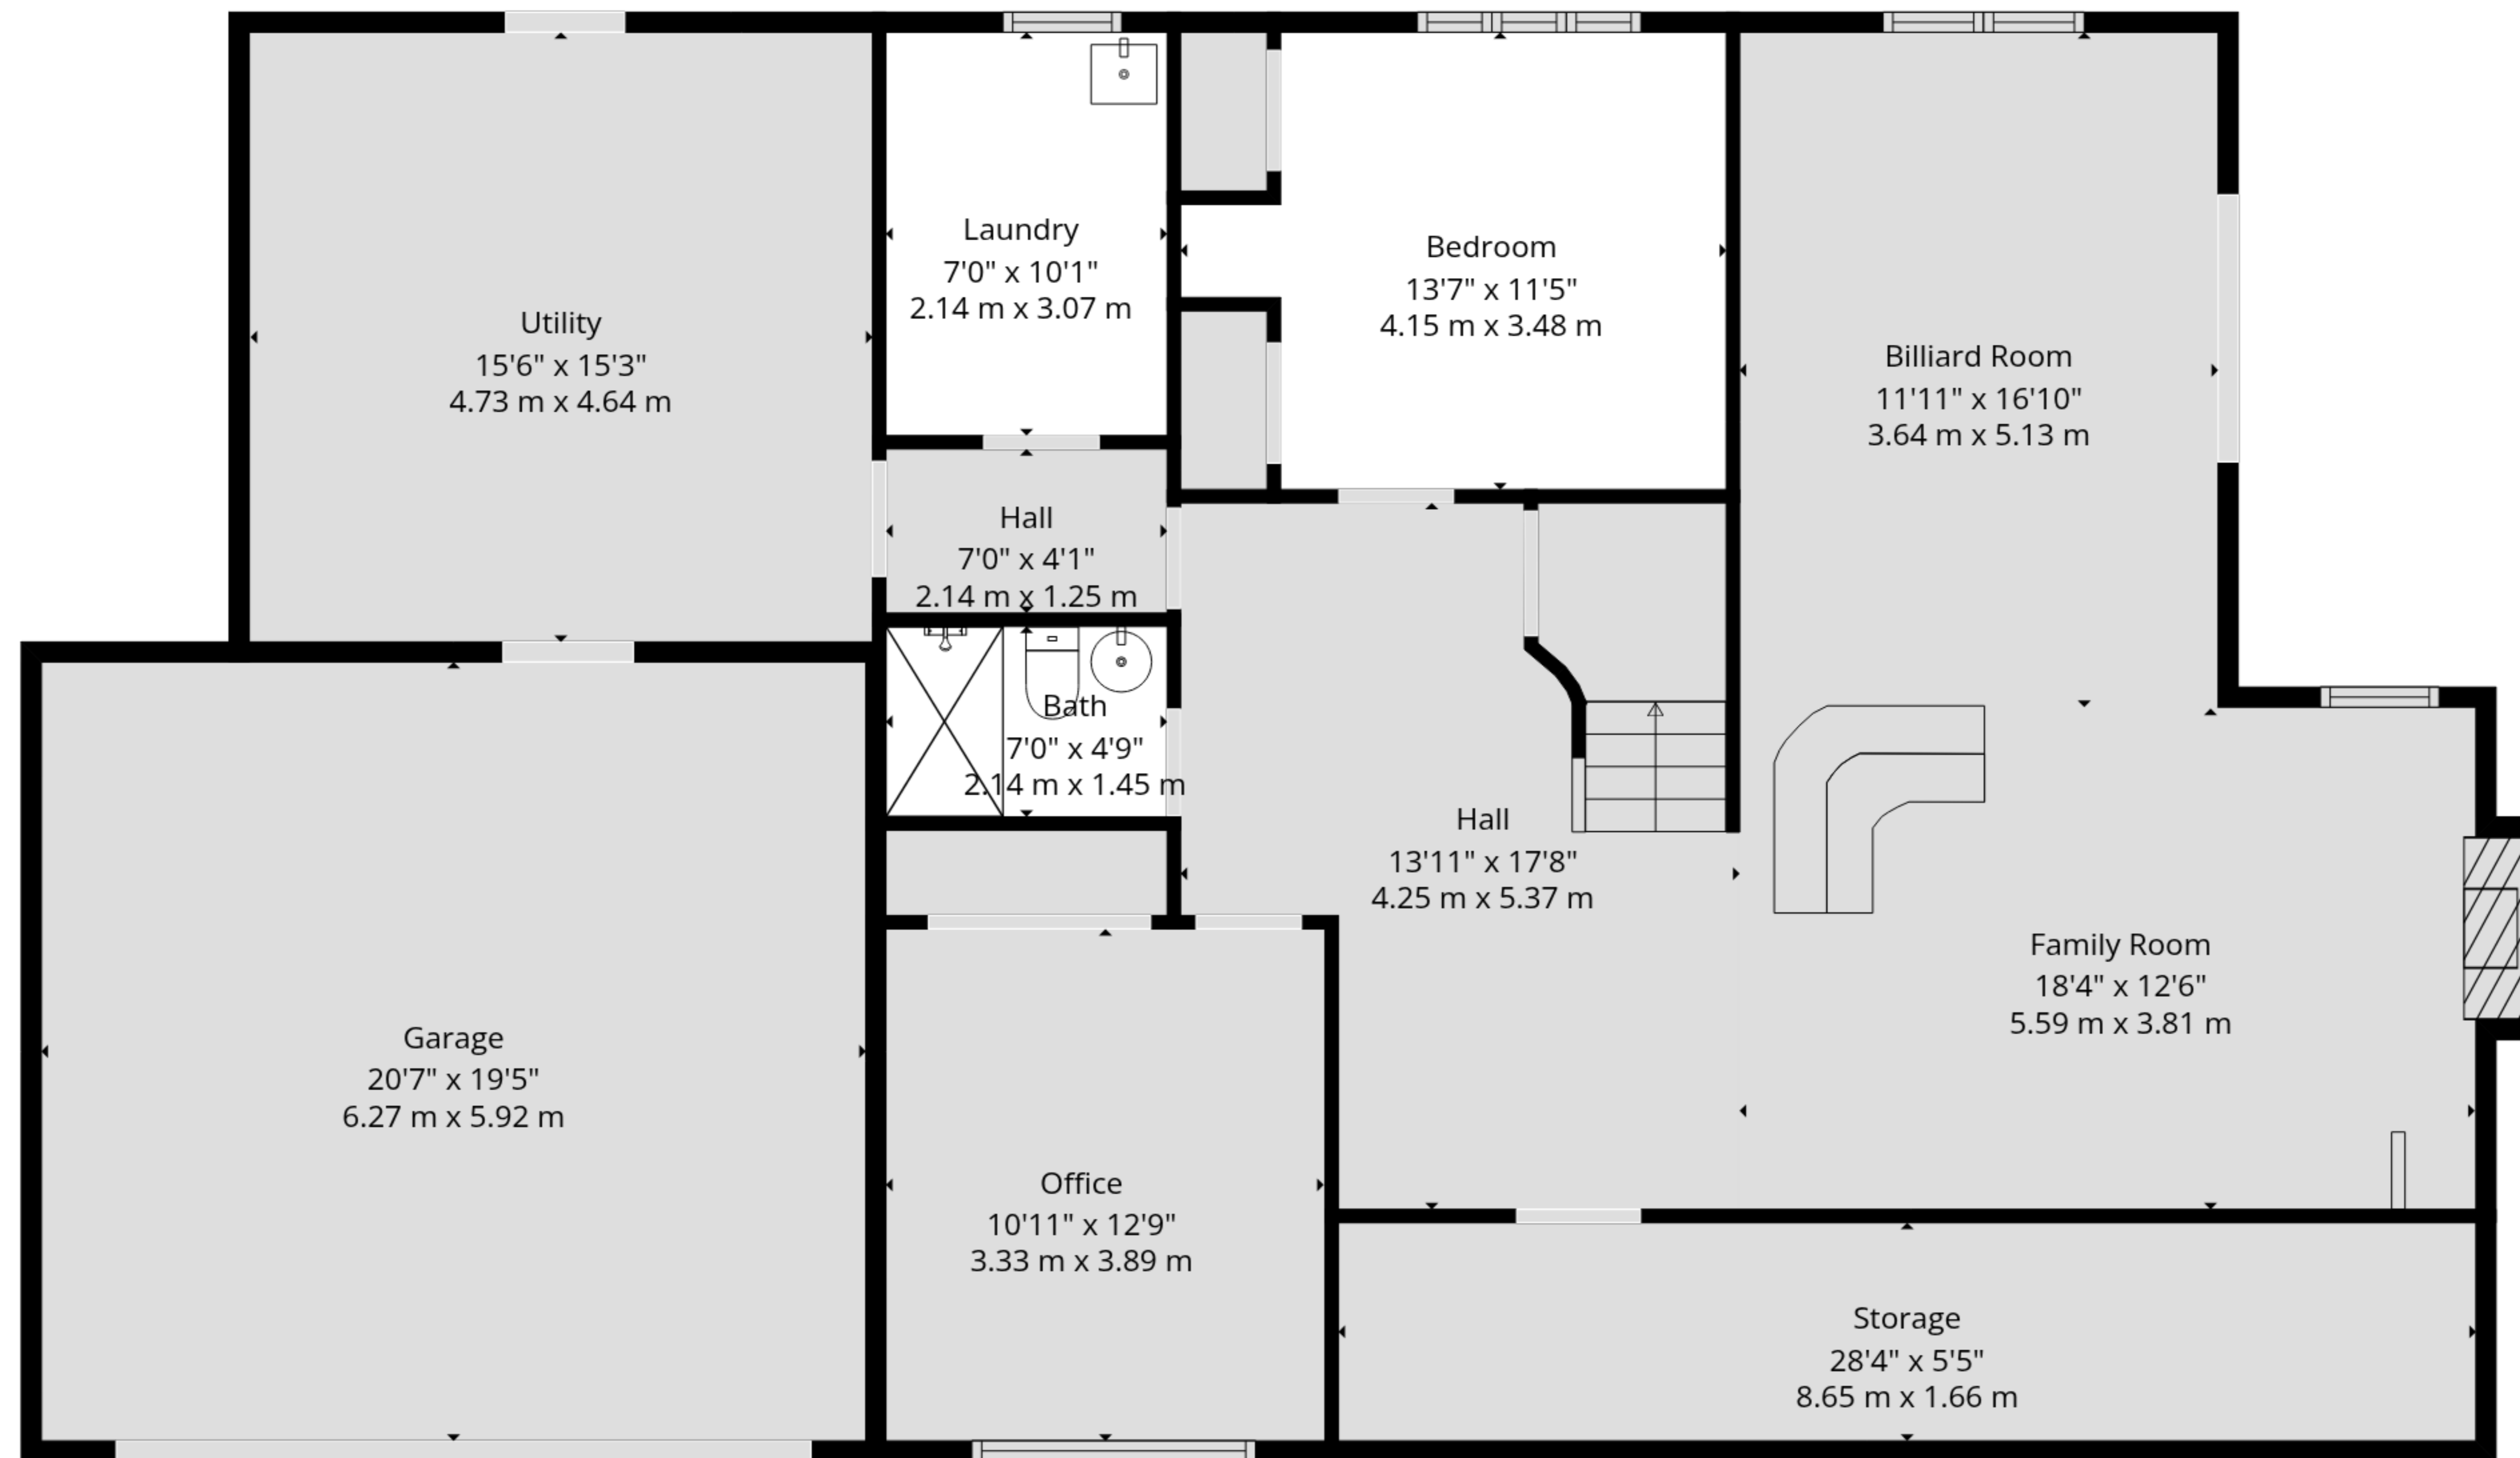 Laundry
7'0" x 10'1"
2.14 m x 3.07 m
Bedroom
13'7" x 11'5"
4.15 m x 3.48 m
Utility
15'6" x 15'3"
4.73 m x 4.64 m
Billiard Room
11'11" x 16'10"
3.64 m x 5.13 m
Hall
7'0" x 4'1"
2.14 m x 1.25 m
Bath
7'0" x 4'9"
2.14 m x 1.45 m
Hall
13'11" x 17'8"
4.25 m x 5.37 m
Family Room
18'4" x 12'6"
5.59 m x 3.81 m
Garage
20'7" x 19'5"
6.27 m x 5.92 m
Office
10'11" x 12'9"
3.33 m x 3.89 m
Storage
28'4" x 5'5"
8.65 m x 1.66 m